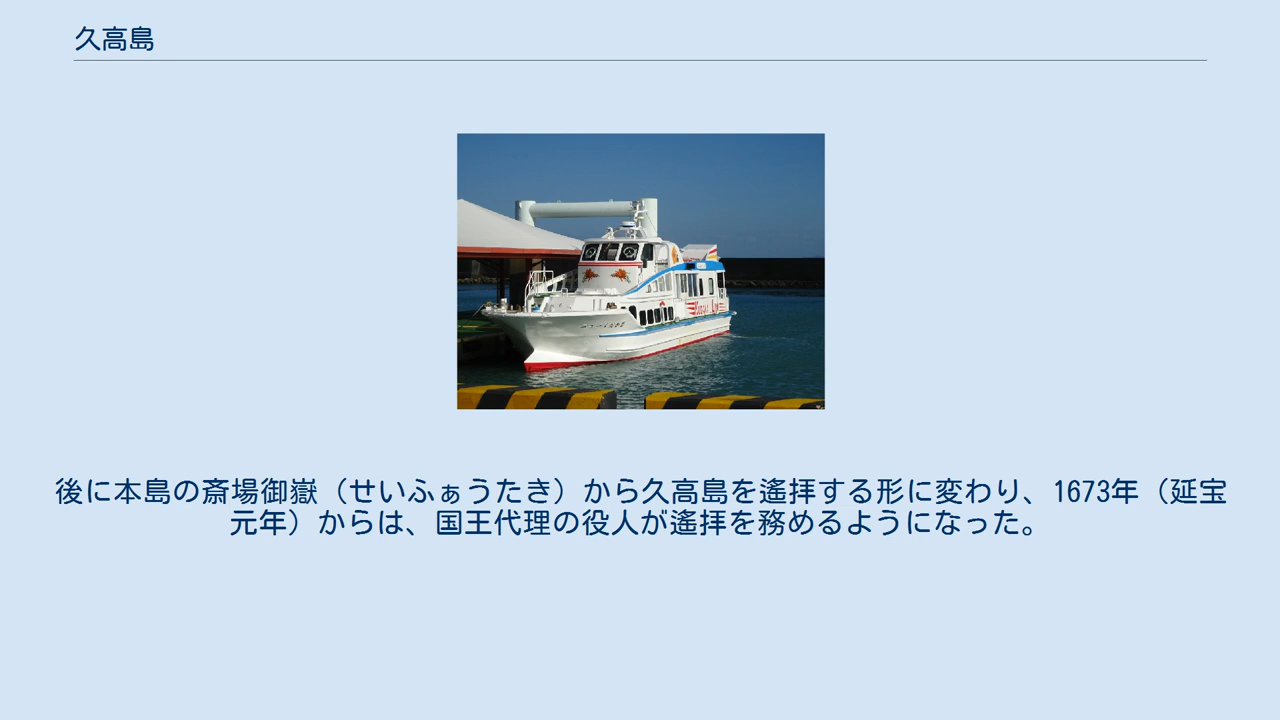 久高島
後に本島の斎場御嶽（せいふぁうたき）から久高島を遙拝する形に変わり、1673年（延宝
元年）からは、国王代理の役人が遙拝を務めるようになった。